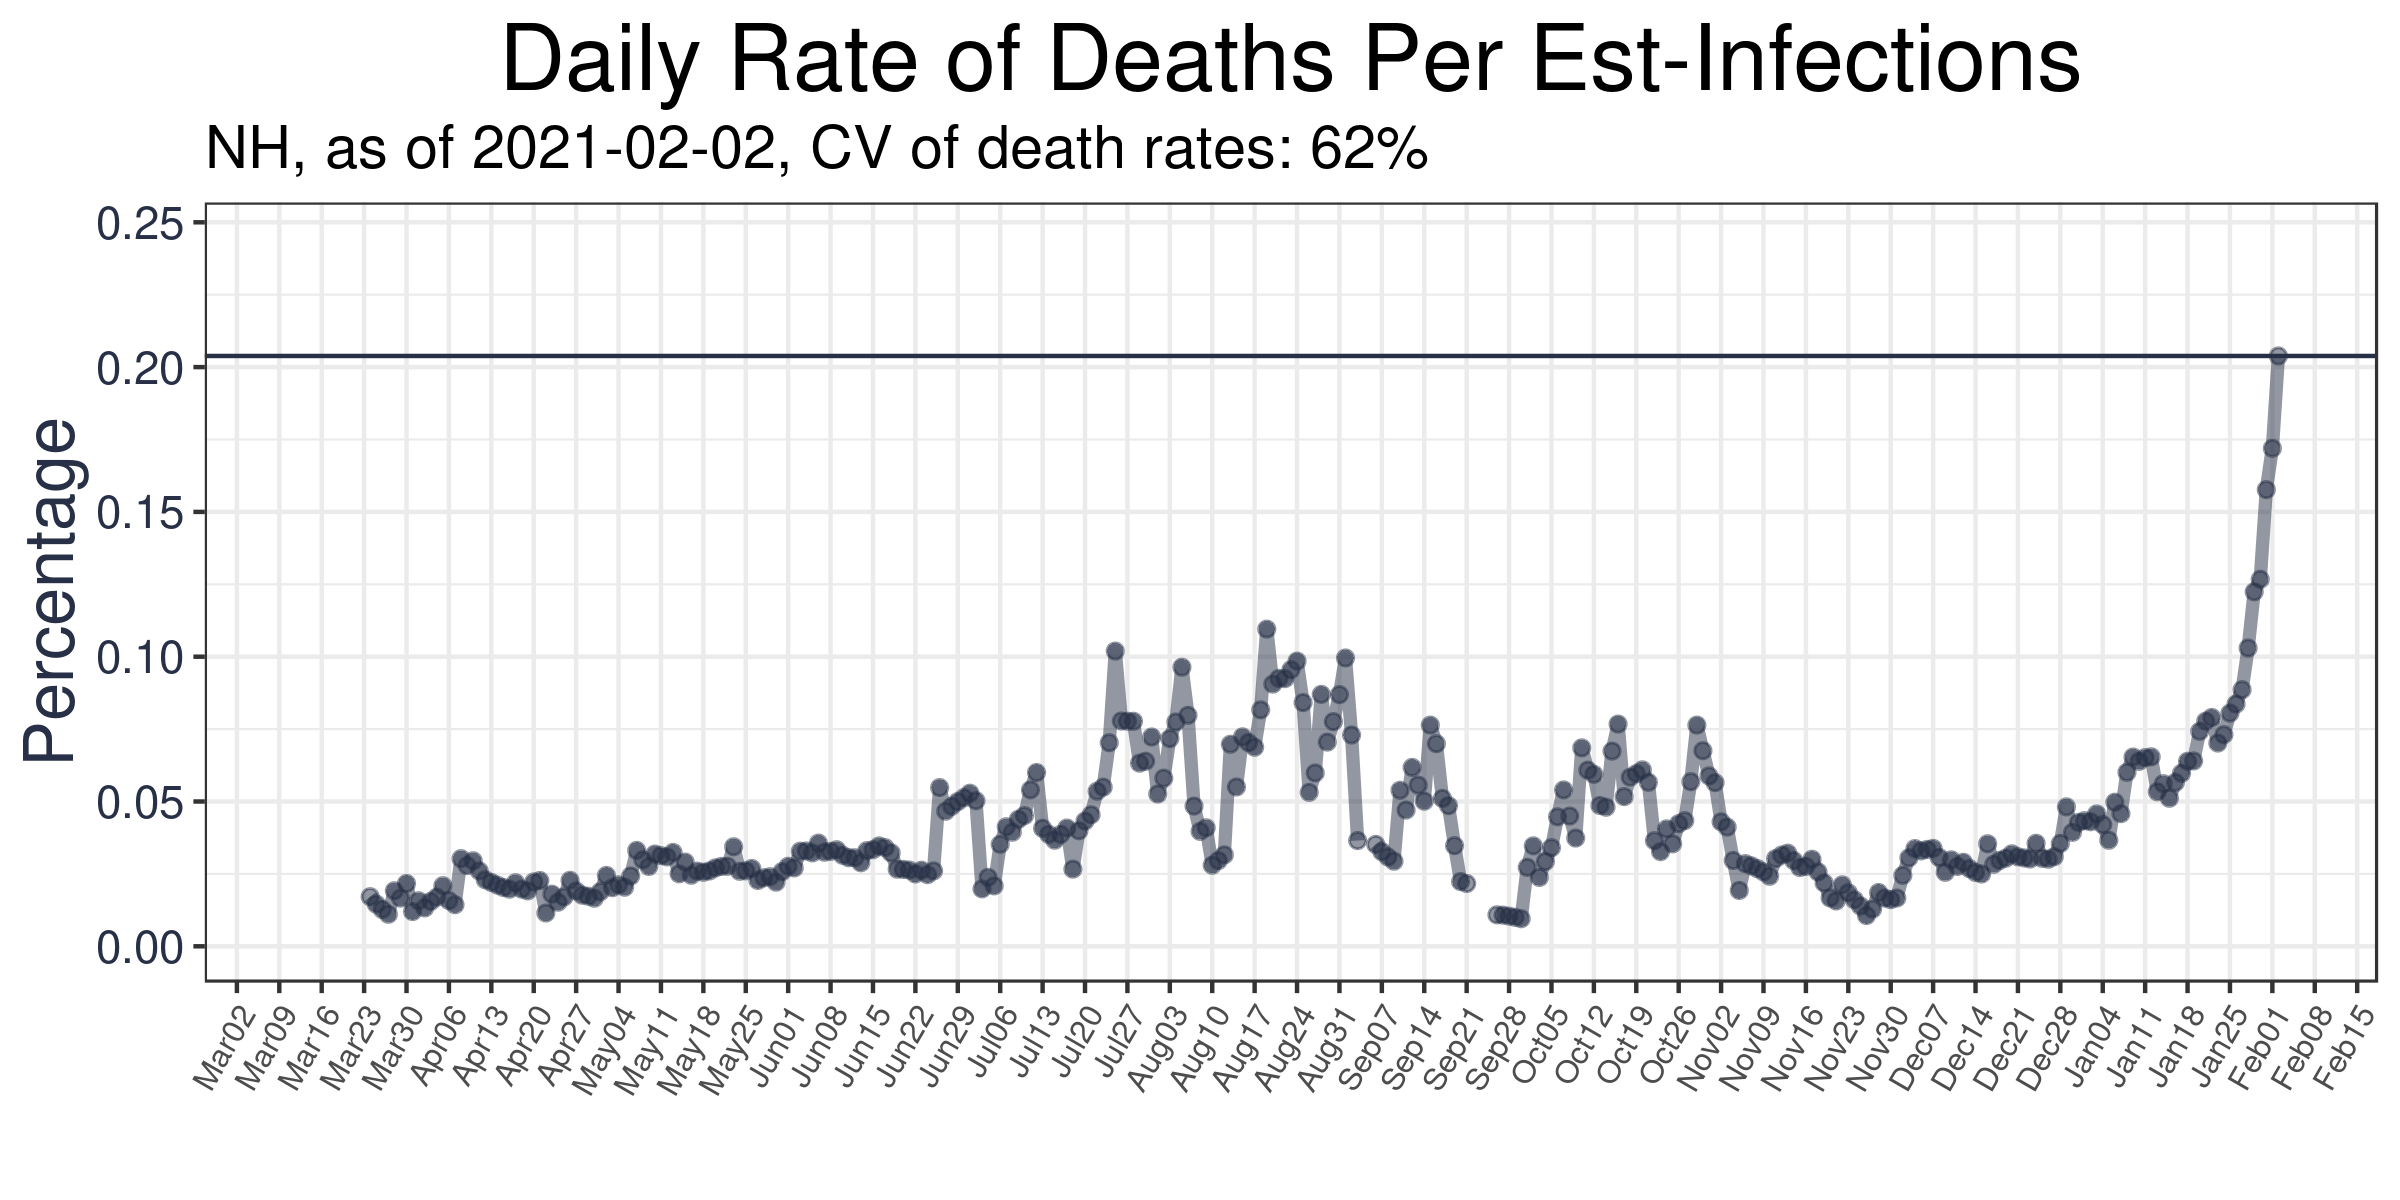 Daily Rate of Deaths Per Est-Infections
NH, as of 2021-02-02, CV of death rates: 62%
Percentage
0.25
0.20
0.15
0.10
0.05
0.00
Mar02
Mar09
Mar16
Mar23
Mar30
Apr06
Apr13
Apr20
Apr27
May04
May11
May18
May25
Jun01
Jun08
Jun15
Jun22
Jun29
Jul06
Jul13
Jul20
Jul27
Aug03
Aug10
Aug17
Aug24
Aug31
Sep07
Sep14
Sep21
Sep28
Oct05
Oct12
Oct19
Oct26
Nov02
Nov09
Nov16
Nov23
Nov30
Dec07
Dec14
Dec21
Dec28
Jan04
Jan11
Jan18
Jan25
Feb01
Feb08
Feb15